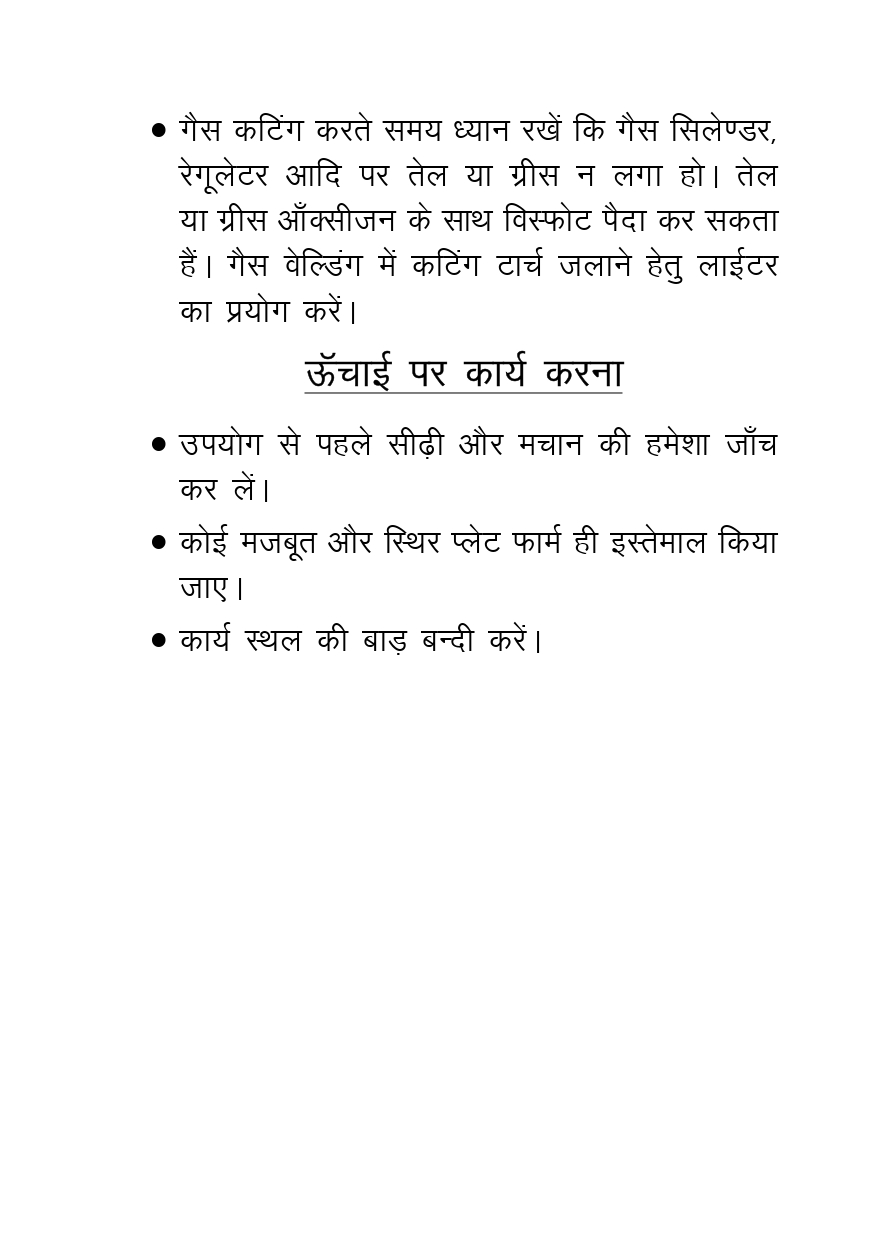 ● गैस कटिंग करते समय ध्यान रखें कि गैस सिलेण्डर,
रेगूलेटर आदि पर तेल या ग्रीस न लगा हो। तेल
या ग्रीस आँक्सीजन के साथ विस्फोट पैदा कर सकता
हैं। गैस वेल्डिंग में कटिंग टार्च जलाने हेतु लाईटर
का प्रयोग करें।
ऊॅचाई पर कार्य करना
● उपयोग से पहले सीढ़ी और मचान की हमेशा जाँच
कर लें।
● कोई मजबूत और स्थिर प्लेट फार्म ही इस्तेमाल किया
जाए।
● कार्य स्थल की बाड़ बन्दी करें।